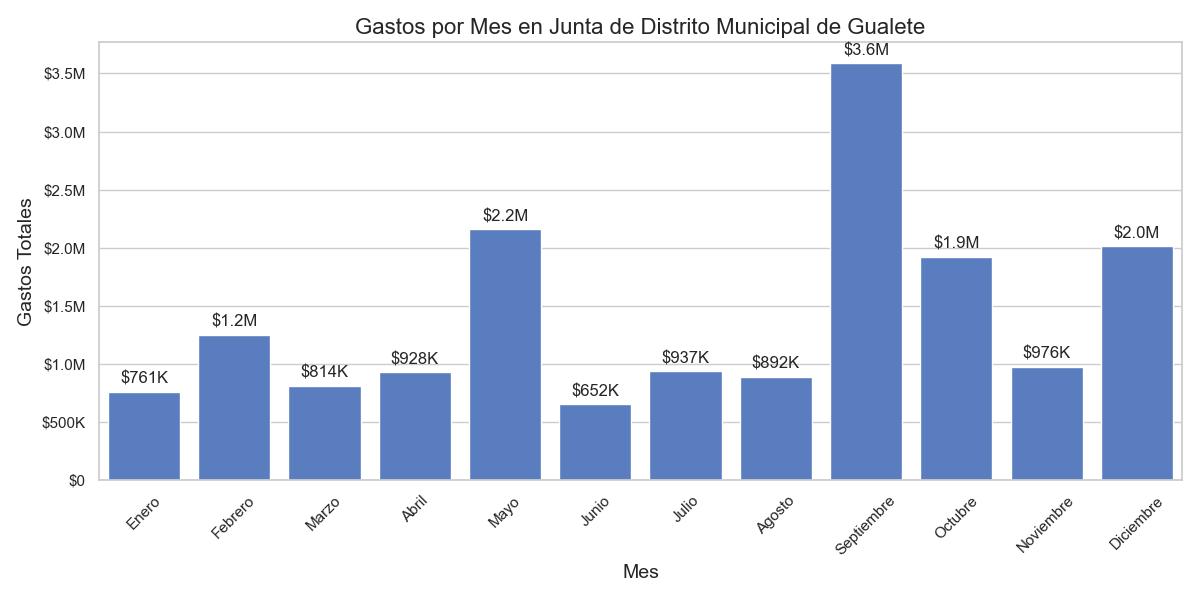 Gastos por Mes en Junta de Distrito Municipal de Gualete
Gastos Totales
$3.5M
$3.0M
$2.5M
$2.0M
$1.5M
$1.0M
$500K
$0
$761K
$1.2M
$814K
$928K
$2.2M
$652K
$937K
$892K
$3.6M
$1.9M
$976K
$2.0M
Enero
Febrero
Marzo
Abril
Mayo
Junio
Julio
Agosto
Septiembre
Octubre
Noviembre
Diciembre
Mes